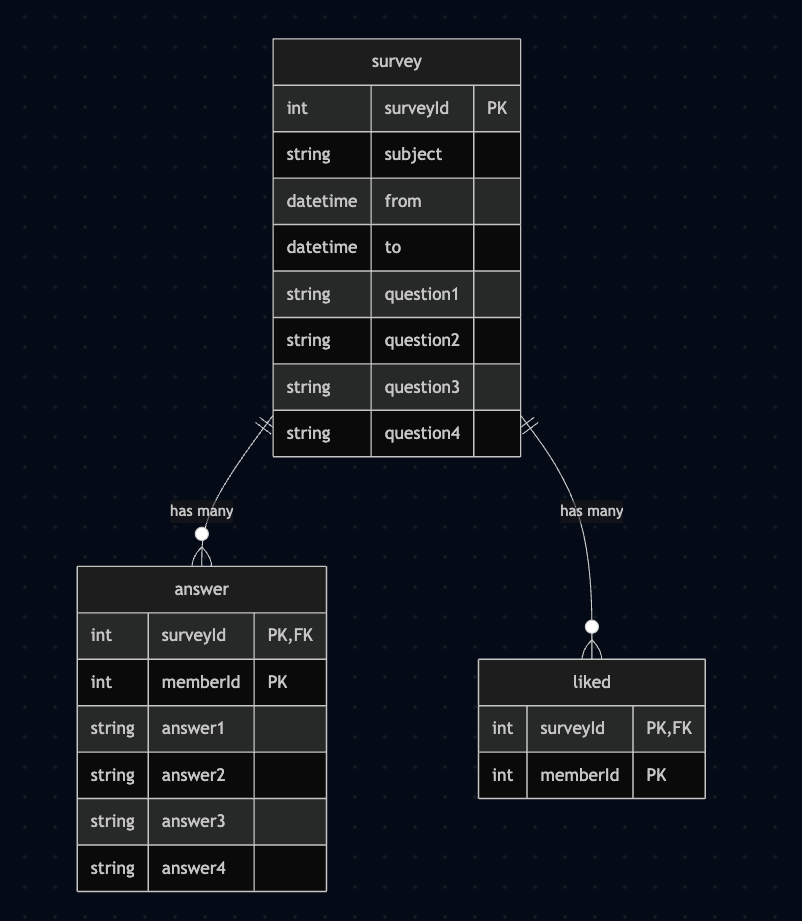 survey
int surveyId PK
string subject
datetime from
datetime to
string question1
string question2
string question3
string question4
has many
has many
answer
int surveyId PK,FK
int memberId PK
string answer1
string answer2
string answer3
string answer4
liked
int surveyId PK,FK
int memberId PK